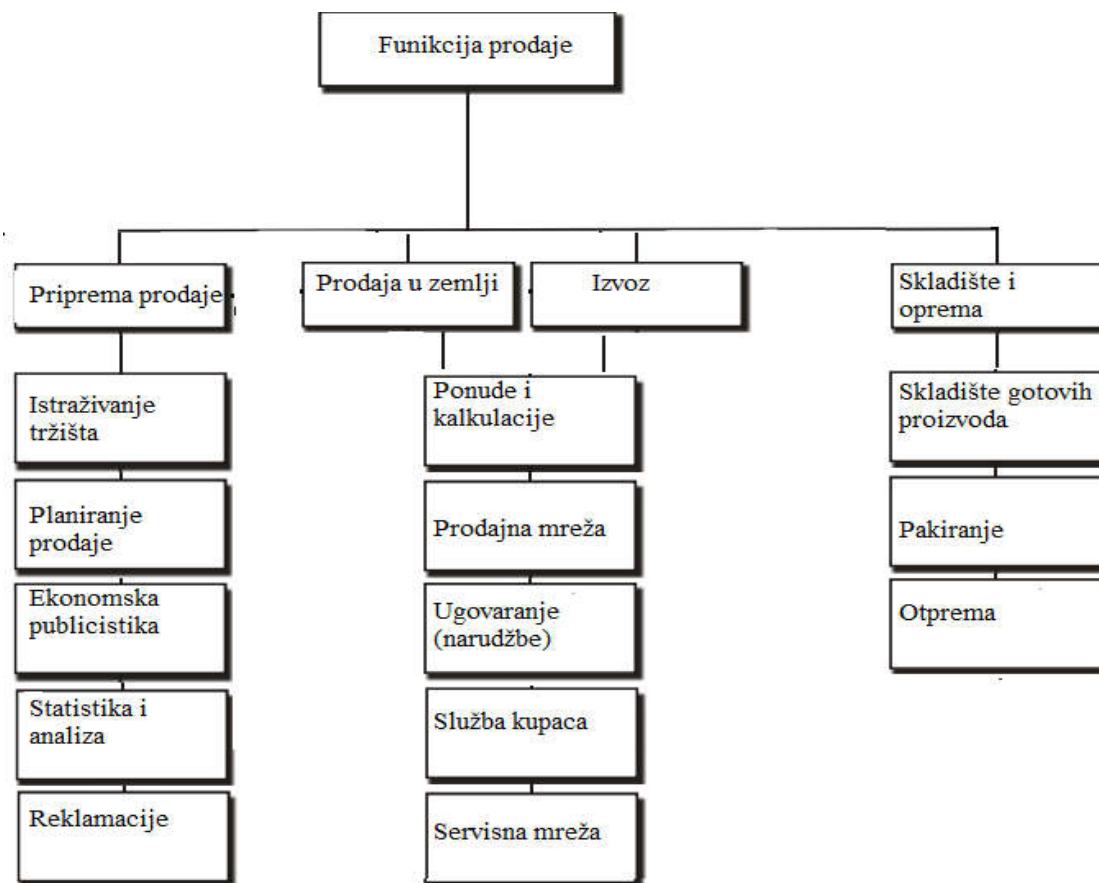 Funikcija prodaje
Priprema prodaje
Prodaja u zemlji
Izvoz
Skladište i
oprema
Istraživanje
tržišta
Planiranje
prodaje
Ekonomska
publicistika
Statistika i
analiza
Reklamacije
Ponude i
kalkulacije
Prodajna mreža
Ugovaranje
(narudžbe)
Služba kupaca
Servisna mreža
Skladište gotovih
proizvoda
Pakiranje
Otprema